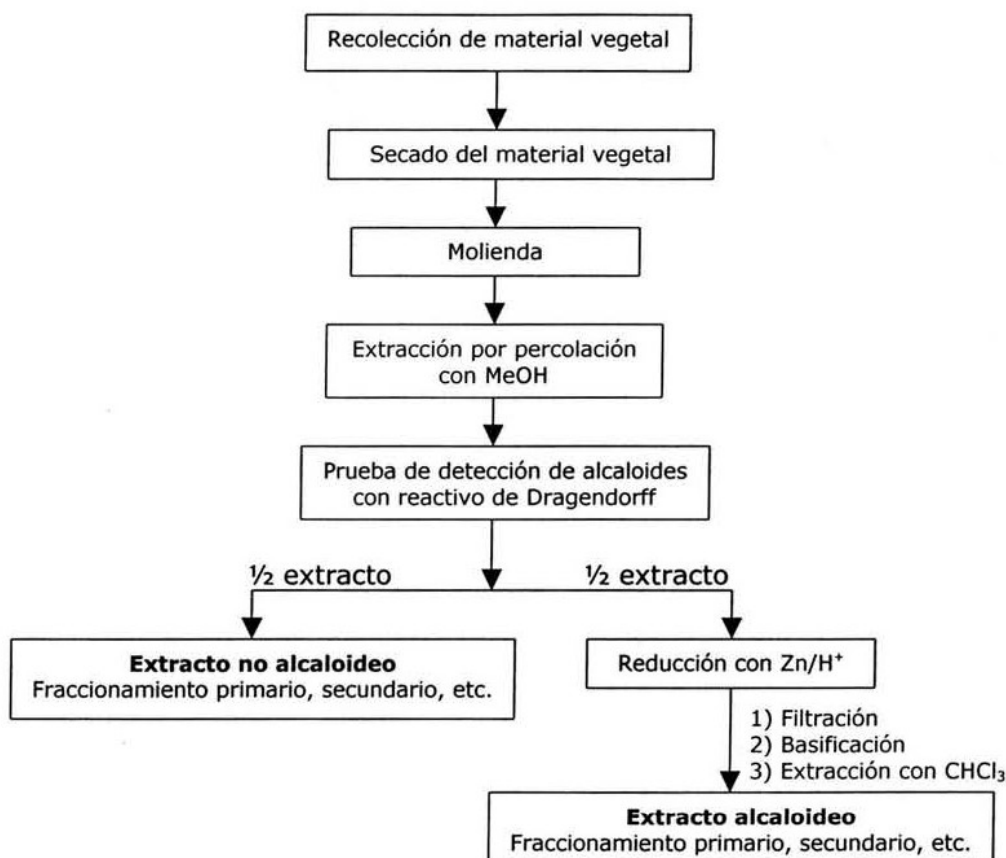 Recolección de material vegetal
Secado del material vegetal
Molienda
Extracción por percolación
con MeOH
Prueba de detección de alcaloides
con reactivo de Dragendorff
½ extracto
½ extracto
Extracto no alcaloideo
Fraccionamiento primario, secundario, etc.
Reducción con Zn/H⁺
1) Filtración
2) Basificación
3) Extracción con CHCl₃
Extracto alcaloideo
Fraccionamiento primario, secundario, etc.